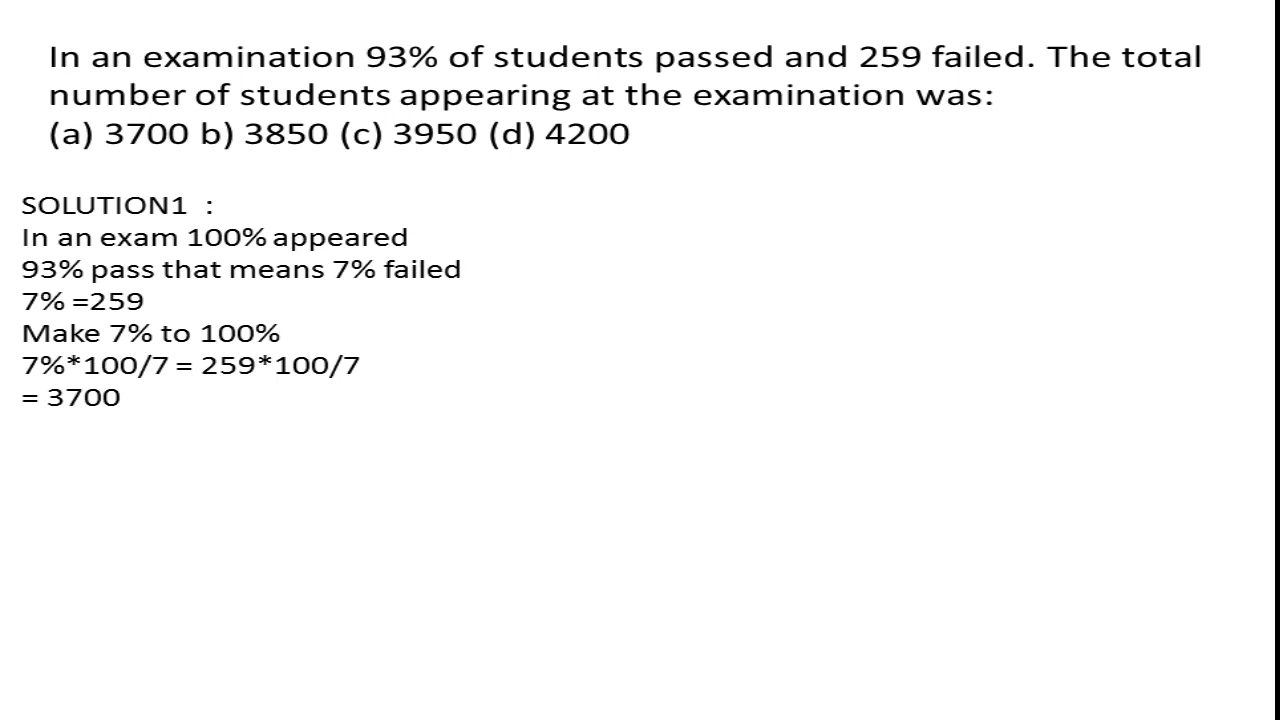 In an examination 93% of students passed and 259 failed. The total
number of students appearing at the examination was:
(a) 3700 b) 3850 (c) 3950 (d) 4200
SOLUTION1  :
In an exam 100% appeared
93% pass that means 7% failed
7% =259
Make 7% to 100%
7%*100/7 = 259*100/7
= 3700